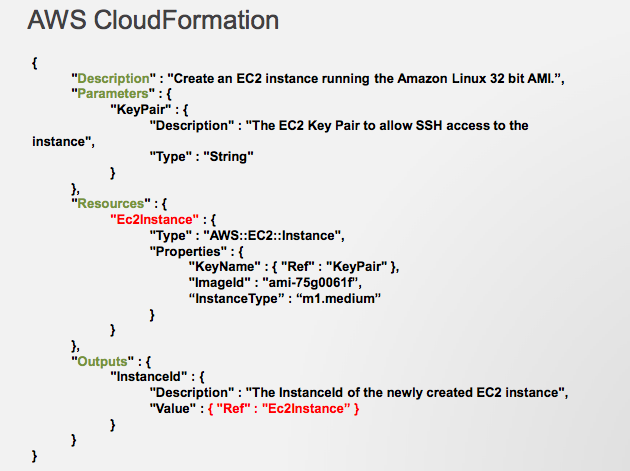 AWS CloudFormation
{
"Description" : "Create an EC2 instance running the Amazon Linux 32 bit AMI.”,
"Parameters" : {
"KeyPair" : {
"Description" : "The EC2 Key Pair to allow SSH access to the
instance",
"Type" : "String"
}
},
"Resources" : {
"Ec2Instance" : {
"Type" : "AWS::EC2::Instance",
"Properties" : {
"KeyName" : { "Ref" : "KeyPair" },
"ImageId" : "ami-75g0061f”,
“InstanceType” : “m1.medium”
}
}
},
"Outputs" : {
"InstanceId" : {
"Description" : "The InstanceId of the newly created EC2 instance",
"Value" : { "Ref" : "Ec2Instance” }
}
}
}